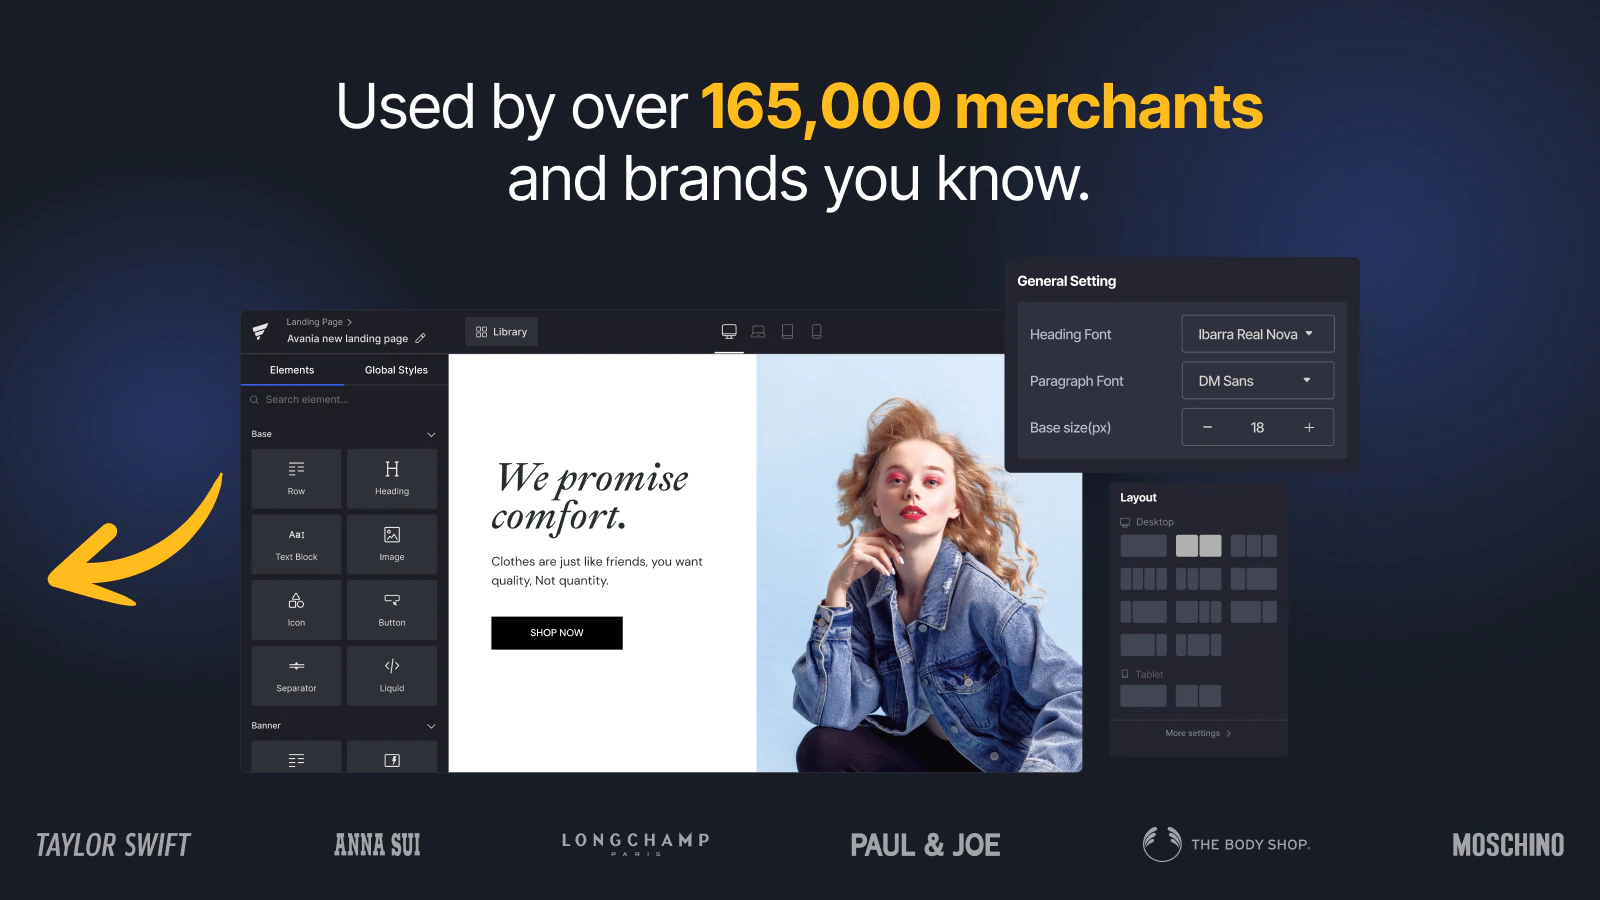 Used by over 165,000 merchants
and brands you know.
General Setting
Heading Font
Ibarra Real Nova
Paragraph Font
DM Sans
Base size(px)
− 18 +
Landing Page >
Avania new landing page
Library
Elements
Global Styles
Search element...
Base
Row
Heading
Aa
Text Block
Image
Icon
Button
Separator
Liquid
Banner
We promise
comfort.
Clothes are just like friends, you want
quality, Not quantity.
SHOP NOW
Layout
Desktop
Tablet
More settings >
TAYLOR SWIFT
ANNA SUI
LONGCHAMP
PARIS
PAUL & JOE
THE BODY SHOP.
MOSCHINO